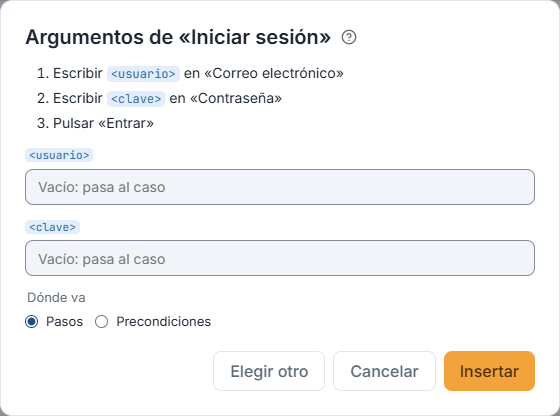 Argumentos de «Iniciar sesión» ?
1. Escribir <usuario> en «Correo electrónico»
2. Escribir <clave> en «Contraseña»
3. Pulsar «Entrar»
<usuario>
Vacío: pasa al caso
<clave>
Vacío: pasa al caso
Dónde va
Pasos Precondiciones
Elegir otro Cancelar Insertar